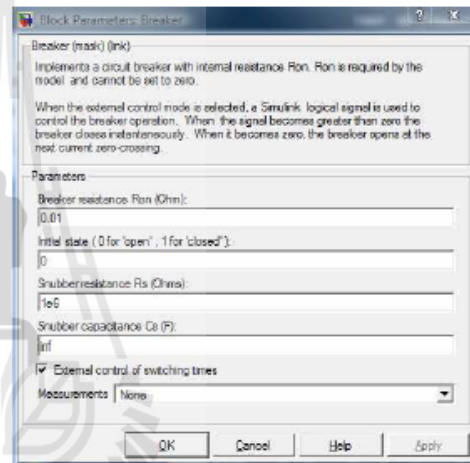 Block Parameters: Breaker
Breaker (mask) (link)
Implements a circuit breaker with internal resistance Ron. Ron is required by the
model and cannot be set to zero.
When the external control mode is selected, a Simulink logical signal is used to
control the breaker operation. When the signal becomes greater than zero the
breaker closes instantaneously. When it becomes zero, the breaker opens at the
next current zero-crossing.
Parameters
Breaker resistance Ron (Ohm):
0.01
Initial state ( 0 for 'open' , 1 for 'closed' ):
0
Snubber resistance Rs (Ohms):
1e6
Snubber capacitance Cs (F):
inf
External control of switching times
Measurements None
OK Cancel Help Apply